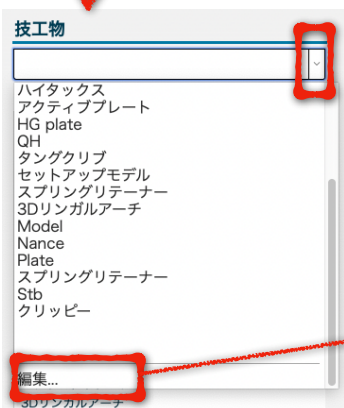 技工物
ハイタックス
アクティブプレート
HG plate
QH
タングクリブ
セットアップモデル
スプリングリテーナー
3Dリンガルアーチ
Model
Nance
Plate
スプリングリテーナー
Stb
クリッピー
編集...
3Dリンガルアーチ